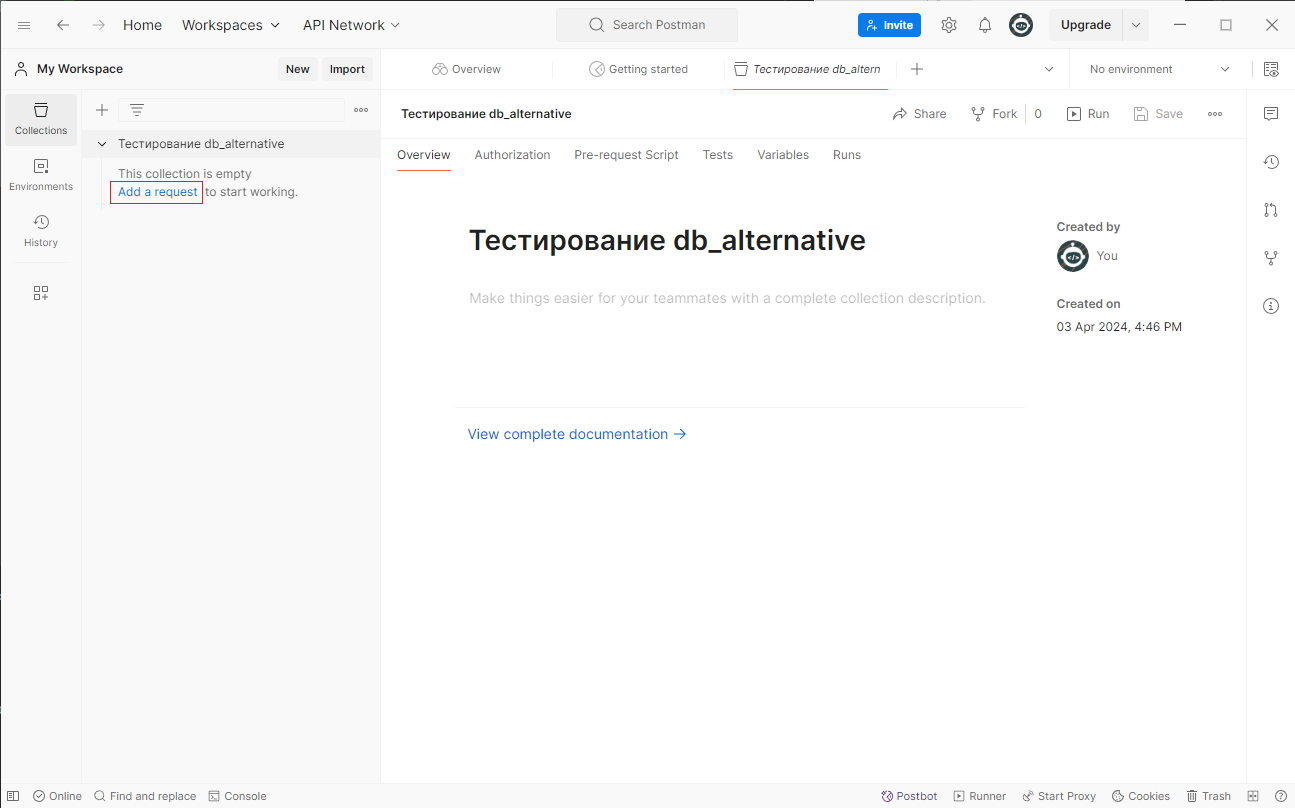 Home Workspaces API Network Search Postman Invite Upgrade
My Workspace New Import Overview Getting started Тестирование db_altern No environment
Collections
Environments
History
Тестирование db_alternative
This collection is empty
Add a request to start working.
Тестирование db_alternative Share Fork 0 Run Save
Overview Authorization Pre-request Script Tests Variables Runs
Тестирование db_alternative
Make things easier for your teammates with a complete collection description.
View complete documentation →
Created by
You
Created on
03 Apr 2024, 4:46 PM
Online Find and replace Console Postbot Runner Start Proxy Cookies Trash